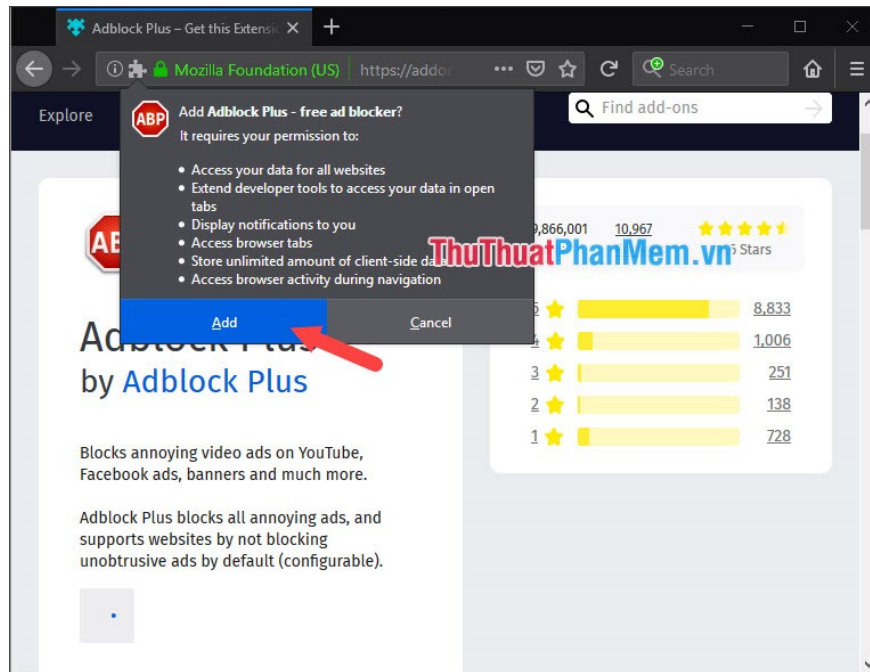 Adblock Plus – Get this Extensi
Mozilla Foundation (US)
https://addo
Search
Explore
Find add-ons
ABP
Add Adblock Plus - free ad blocker?
It requires your permission to:
Access your data for all websites
Extend developer tools to access your data in open
tabs
Display notifications to you
Access browser tabs
Store unlimited amount of client-side data
Access browser activity during navigation
Add
Cancel
9,866,001
10,967
Stars
ThuThuatPhanMem.vn
5
8,833
4
1,006
3
251
2
138
1
728
Adblock Plus
by Adblock Plus
Blocks annoying video ads on YouTube,
Facebook ads, banners and much more.
Adblock Plus blocks all annoying ads, and
supports websites by not blocking
unobtrusive ads by default (configurable).